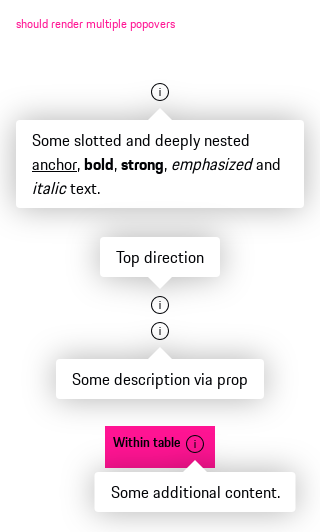 should render multiple popovers
Some slotted and deeply nested
anchor, bold, strong, emphasized and
italic text.
Top direction
Some description via prop
Within table
Some additional content.